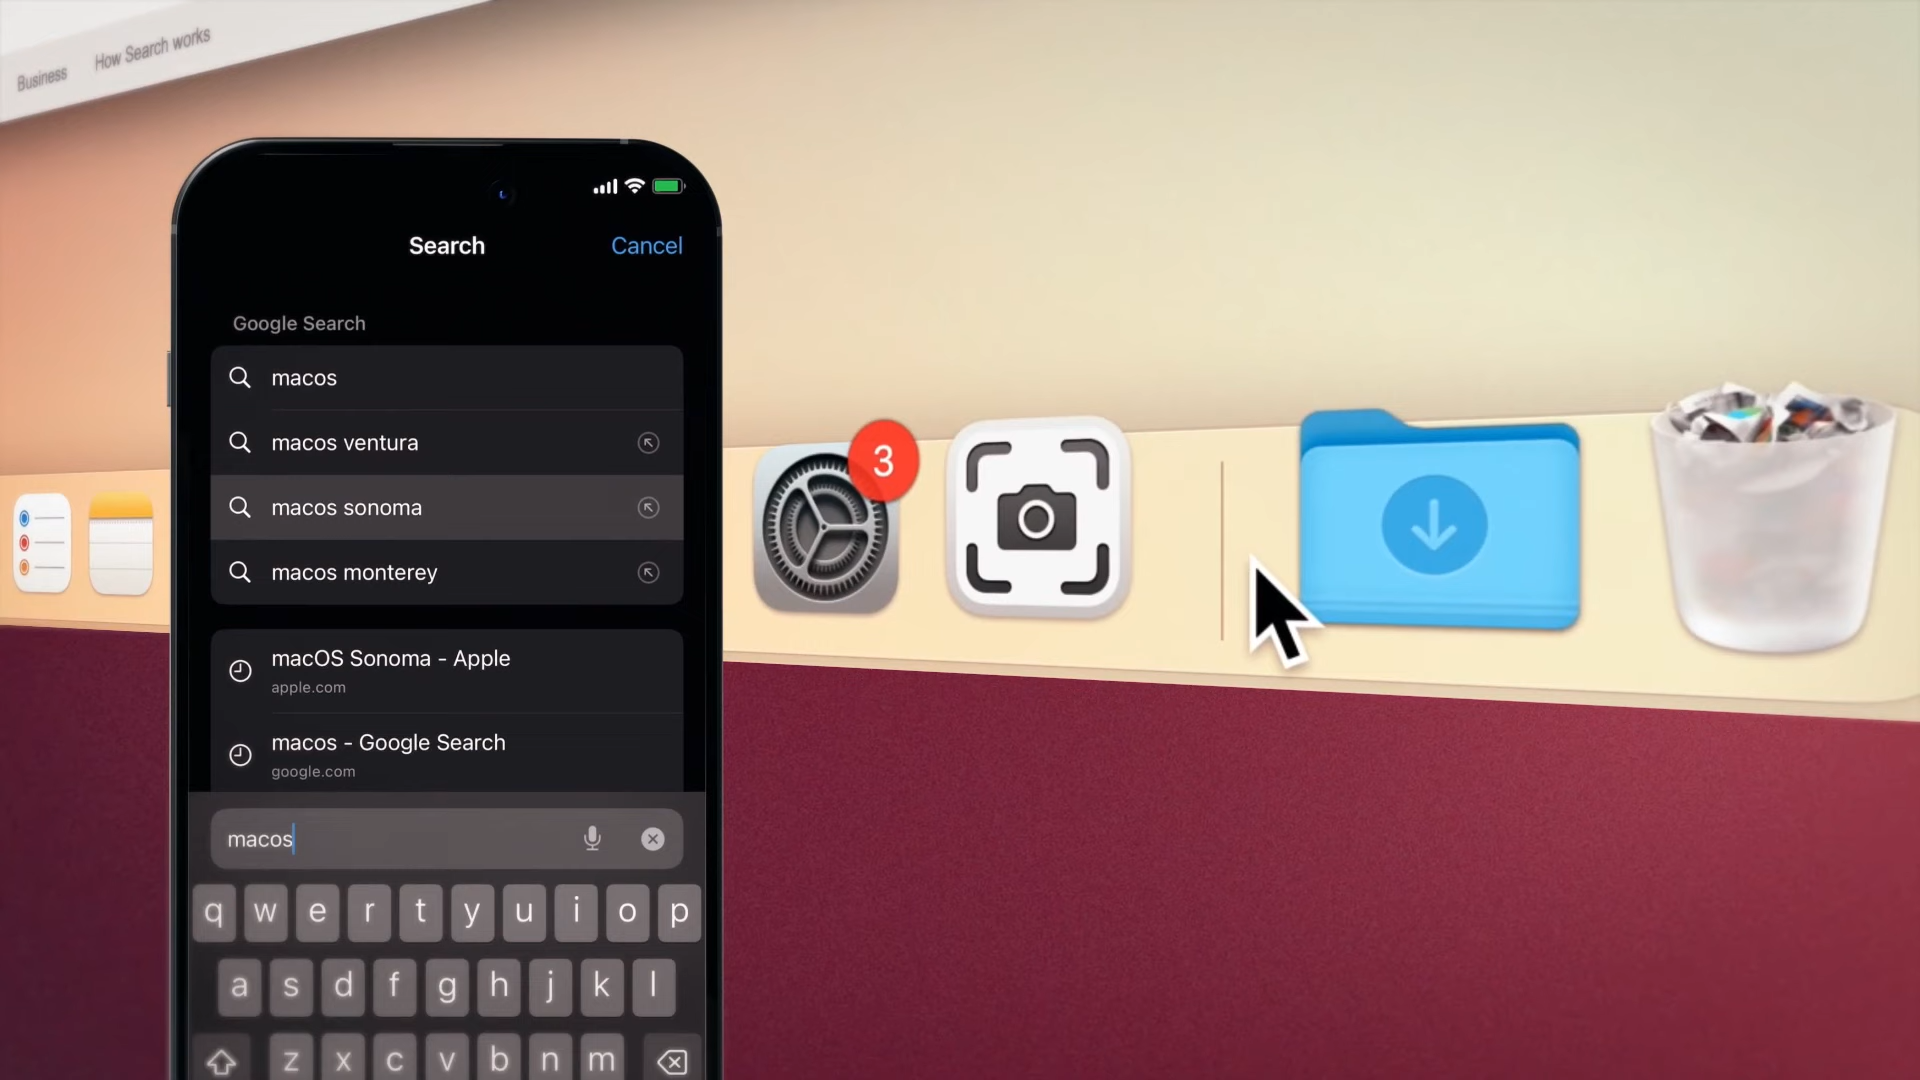 Business How Search works
Search Cancel
Google Search
macos
macos ventura
macos sonoma
macos monterey
macOS Sonoma - Apple
apple.com
macos - Google Search
google.com
macos
q w e r t y u i o p
a s d f g h j k l
z x c v b n m
3